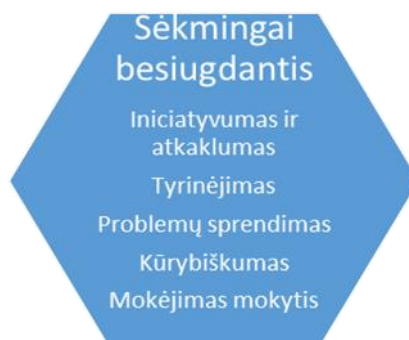 Sėkmingai
besiugdantis
Iniciatyvumas ir
atkaklumas
Tyrinėjimas
Problemų sprendimas
Kūrybiškumas
Mokėjimas mokytis